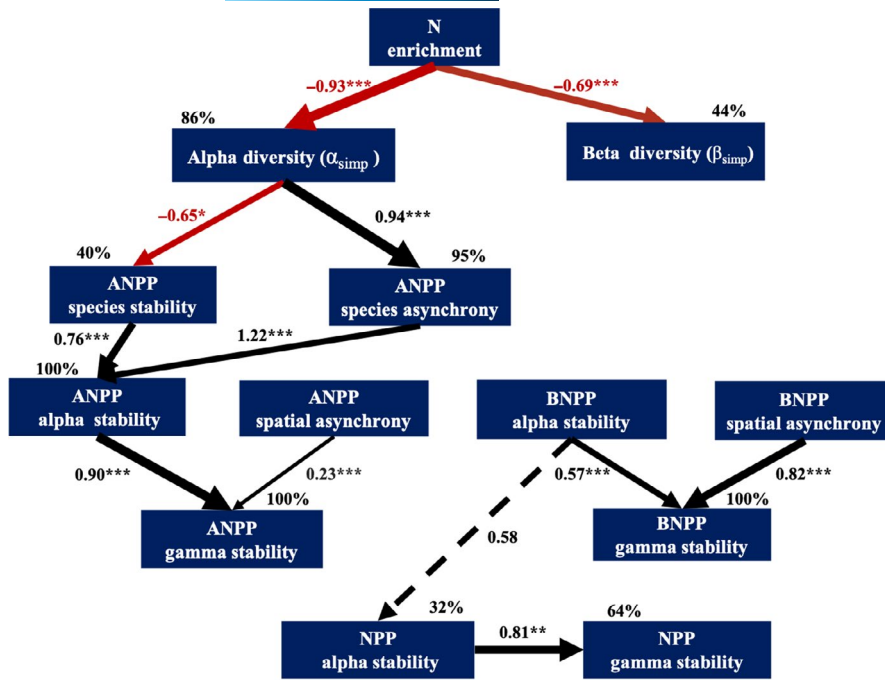 N
enrichment
−0.93***
−0.69***
86%
44%
Alpha diversity (αsimp )
Beta diversity (βsimp)
−0.65*
0.94***
40%
95%
ANPP
species stability
ANPP
species asynchrony
0.76***
1.22***
100%
ANPP
alpha stability
ANPP
spatial asynchrony
BNPP
alpha stability
BNPP
spatial asynchrony
0.90***
0.23***
0.57***
0.82***
100%
100%
ANPP
gamma stability
BNPP
gamma stability
0.58
32%
64%
NPP
alpha stability
0.81**
NPP
gamma stability